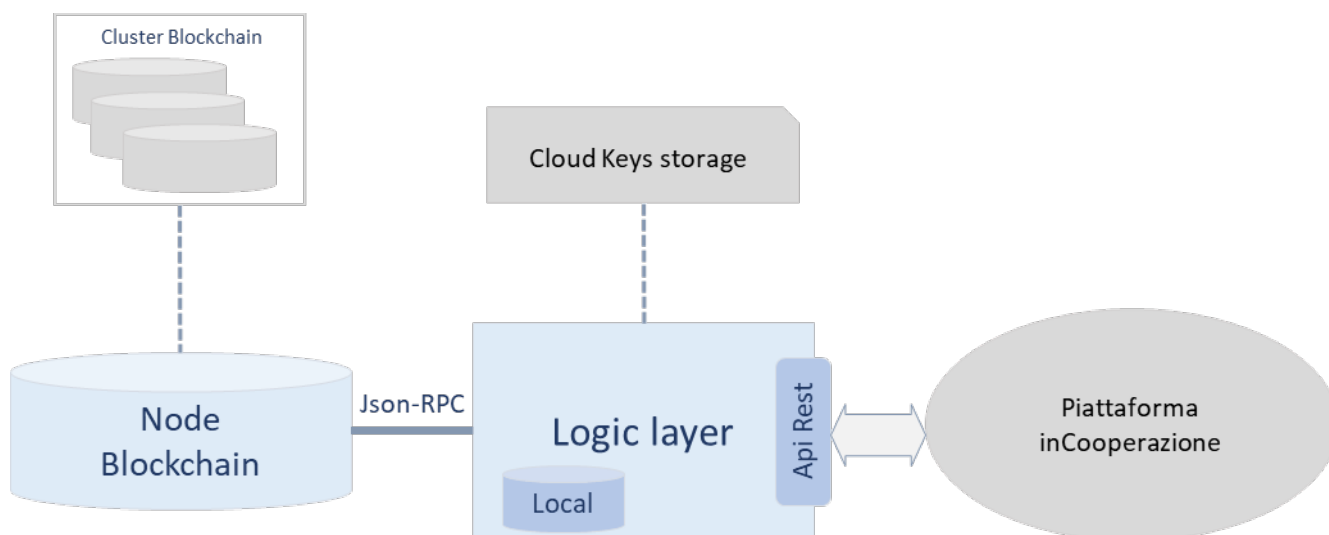 Cluster Blockchain
Cloud Keys storage
Node
Blockchain
Json-RPC
Logic layer
Local
Api Rest
Piattaforma
inCooperazione